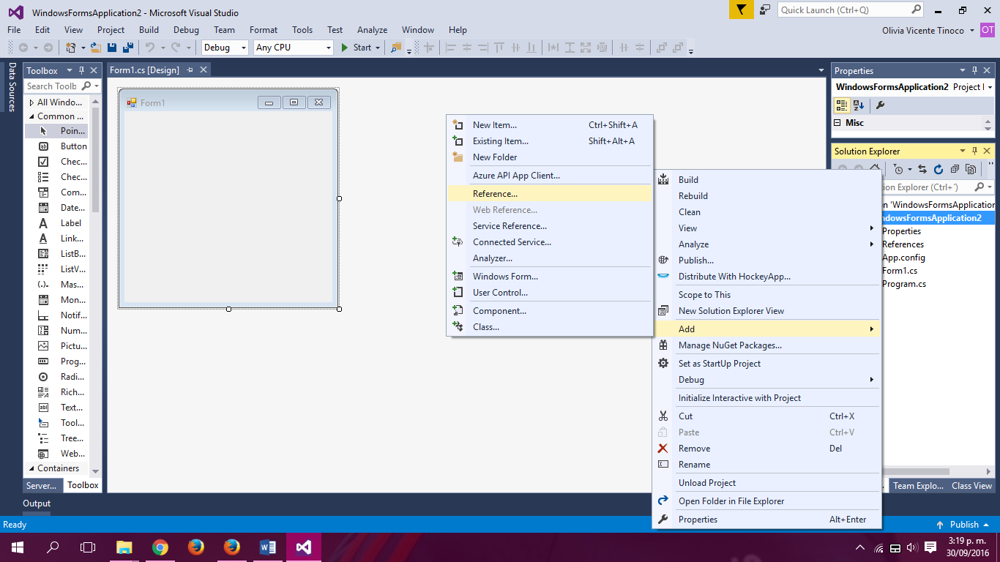 WindowsFormsApplication2 - Microsoft Visual Studio
Quick Launch (Ctrl+Q)
File Edit View Project Build Debug Team Format Tools Test Analyze Window Help
Olivia Vicente Tinoco
OT
Debug Any CPU Start
Data Sources
Toolbox
Search Toolb
All Windo...
Common ...
Poin...
Button
Chec...
Chec...
Com...
Date...
Label
Link...
ListB...
ListV...
Mas...
Mon...
Notif...
Num...
Pictu...
Prog...
Radi...
Rich...
Text...
Tool...
Tree...
Web...
Containers
Server... Toolbox
Form1.cs [Design]
Form1
New Item... Ctrl+Shift+A
Existing Item... Shift+Alt+A
New Folder
Azure API App Client...
Reference...
Web Reference...
Service Reference...
Connected Service...
Analyzer...
Windows Form...
User Control...
Component...
Class...
Build
Rebuild
Clean
View
Analyze
Publish...
Distribute With HockeyApp...
Scope to This
New Solution Explorer View
Add
Manage NuGet Packages...
Set as StartUp Project
Debug
Initialize Interactive with Project
Cut Ctrl+X
Paste Ctrl+V
Remove Del
Rename
Unload Project
Open Folder in File Explorer
Properties Alt+Enter
Properties
WindowsFormsApplication2 Project
Misc
Solution Explorer
tion Explorer (Ctrl+´)
n 'WindowsFormsApplication
ndowsFormsApplication2
Properties
References
App.config
Form1.cs
Program.cs
Team Explo... Class View
Output
Ready
Publish
3:19 p. m.
30/09/2016